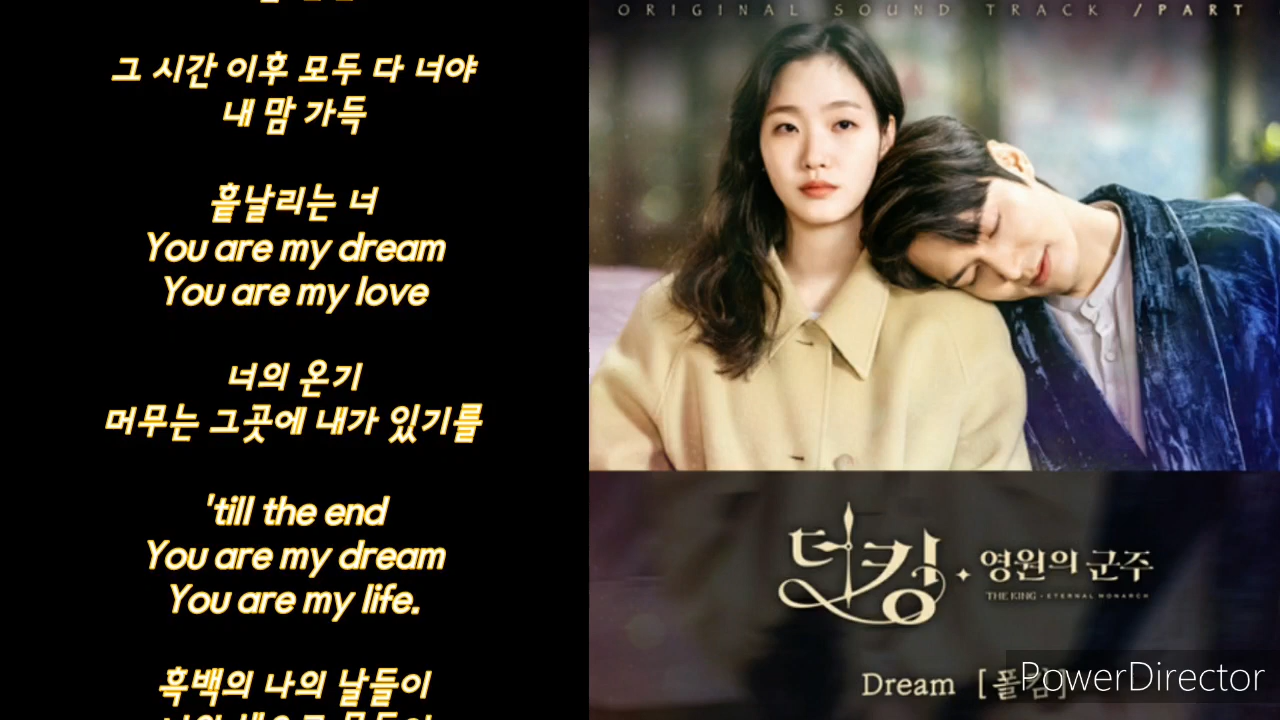 그 시간 이후 모두 다 너야
내 맘 가득
흩날리는 너
You are my dream
You are my love
너의 온기
머무는 그곳에 내가 있기를
'till the end
You are my dream
You are my life.
흑백의 나의 날들이
ORIGINAL SOUND TRACK / PART
더킹
영원의 군주
THE KING - ETERNAL MONARCH
Dream [폴킴]
PowerDirector